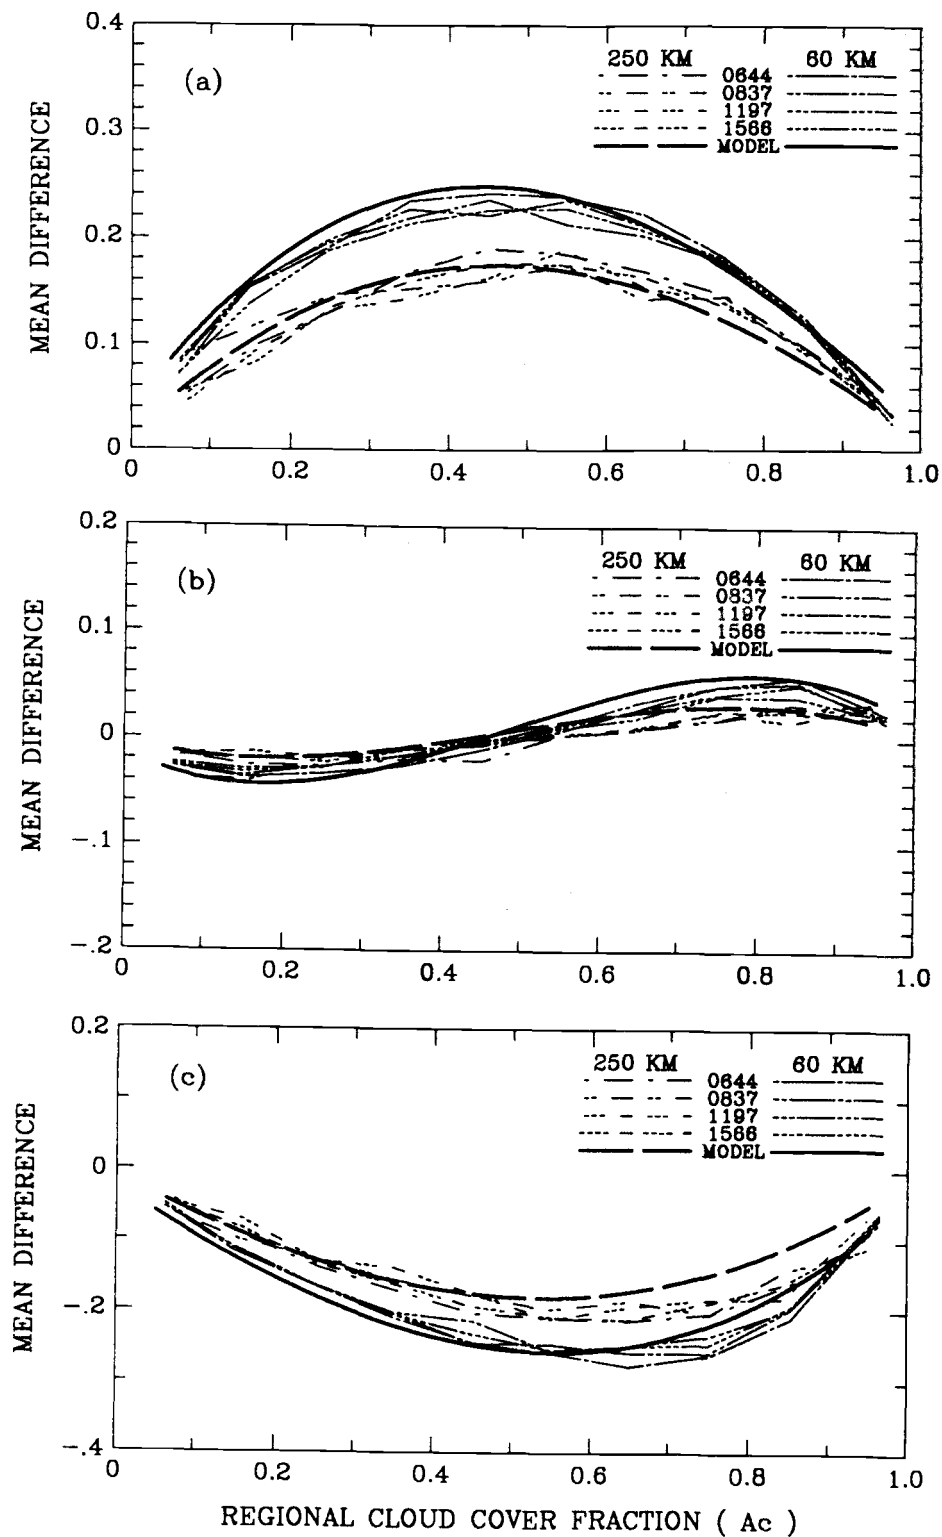 0.4
0.3
0.2
0.1
0
MEAN DIFFERENCE
(a)
250 KM 60 KM
0644
0837
1197
1566
MODEL
0 0.2 0.4 0.6 0.8 1.0
0.2
0.1
0
-.1
-.2
MEAN DIFFERENCE
(b)
250 KM 60 KM
0644
0837
1197
1566
MODEL
0 0.2 0.4 0.6 0.8 1.0
0.2
0
-.2
-.4
MEAN DIFFERENCE
(c)
250 KM 60 KM
0644
0837
1197
1566
MODEL
0 0.2 0.4 0.6 0.8 1.0
REGIONAL CLOUD COVER FRACTION ( Ac )